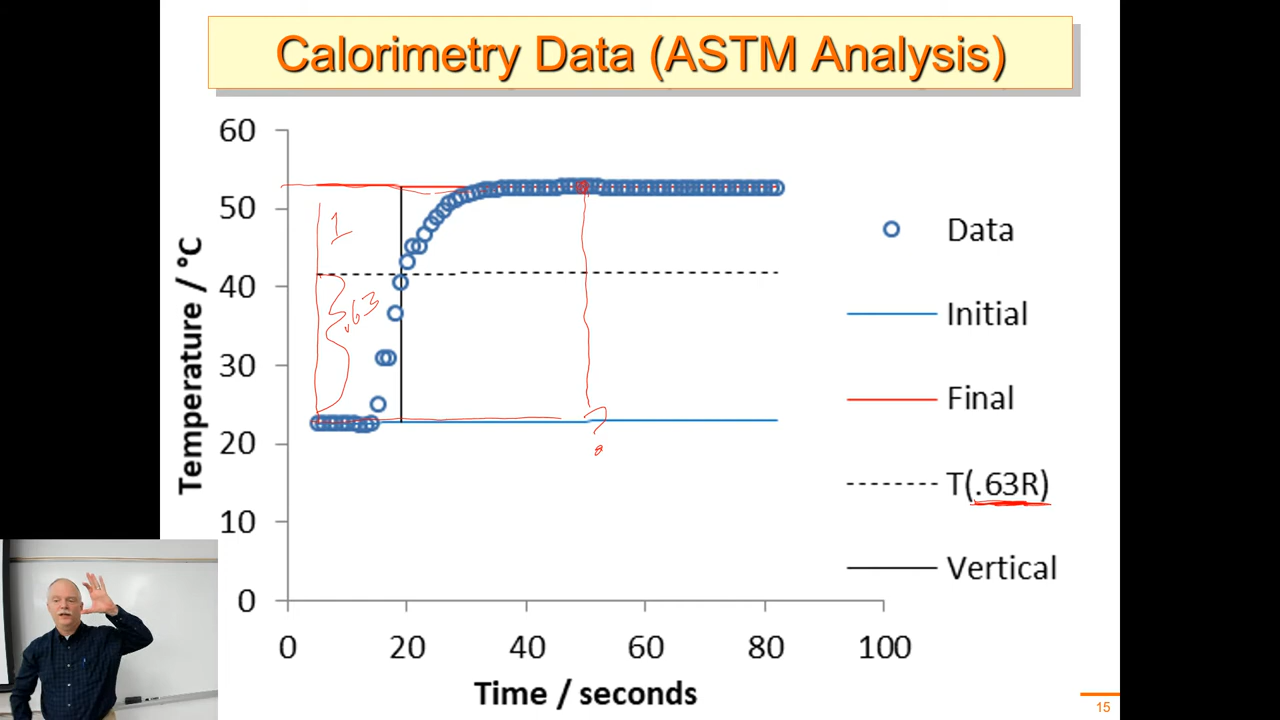 Calorimetry Data (ASTM Analysis)
60
50
40
30
20
10
0
Temperature / °C
0 20 40 60 80 100
Time / seconds
1
.63
?
Data
Initial
Final
T(.63R)
Vertical
15